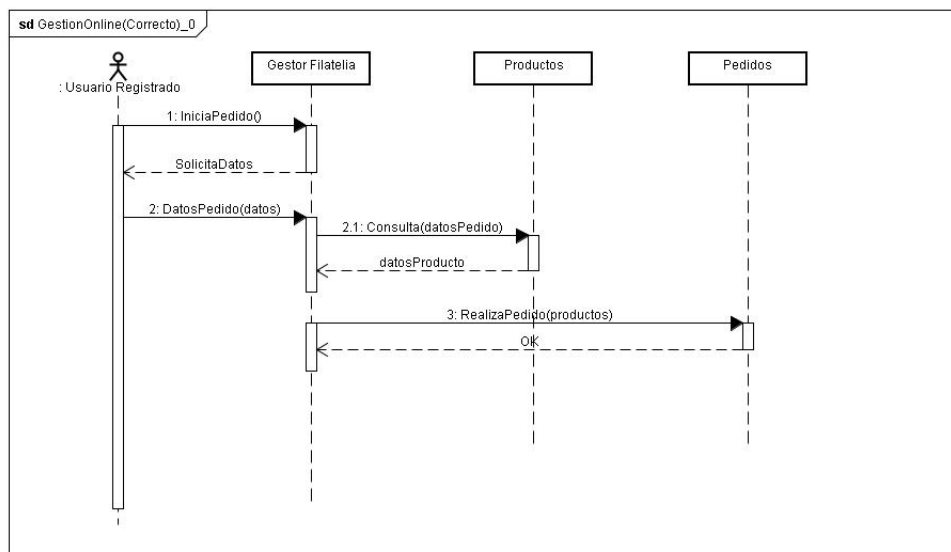 sd GestionOnline(Correcto)_0
: Usuario Registrado
Gestor Filatelia
Productos
Pedidos
1: IniciaPedido()
SolicitaDatos
2: DatosPedido(datos)
2.1: Consulta(datosPedido)
datosProducto
3: RealizaPedido(productos)
OK